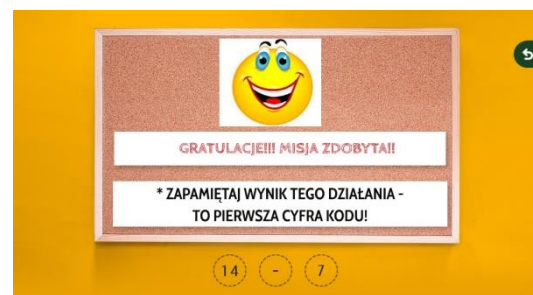 GRATULACJE!!! MISJA ZDOBYTA!!
* ZAPAMIĘTAJ WYNIK TEGO DZIAŁANIA -
TO PIERWSZA CYFRA KODU!
14 - 7